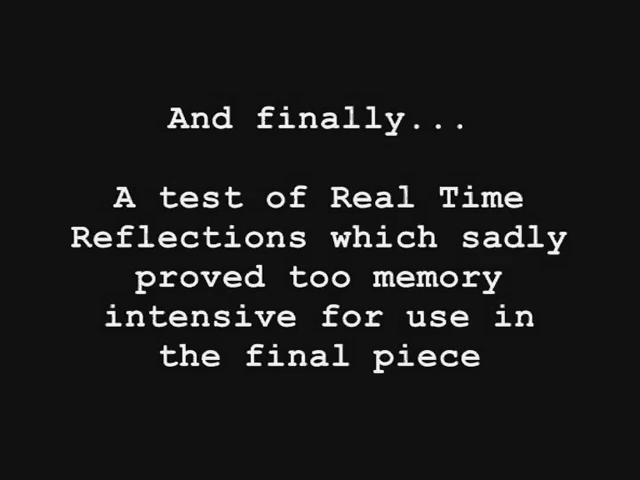 And finally...
A test of Real Time
Reflections which sadly
proved too memory
intensive for use in
the final piece